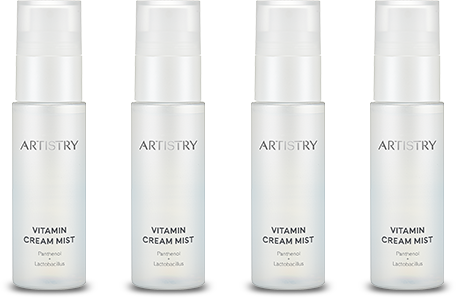 ARTISTRY ARTISTRY ARTISTRY ARTISTRY
VITAMIN VITAMIN VITAMIN VITAMIN
CREAM MIST CREAM MIST CREAM MIST CREAM MIST
Panthenol Panthenol Panthenol Panthenol
+ + + +
Lactobacillus Lactobacillus Lactobacillus Lactobacillus